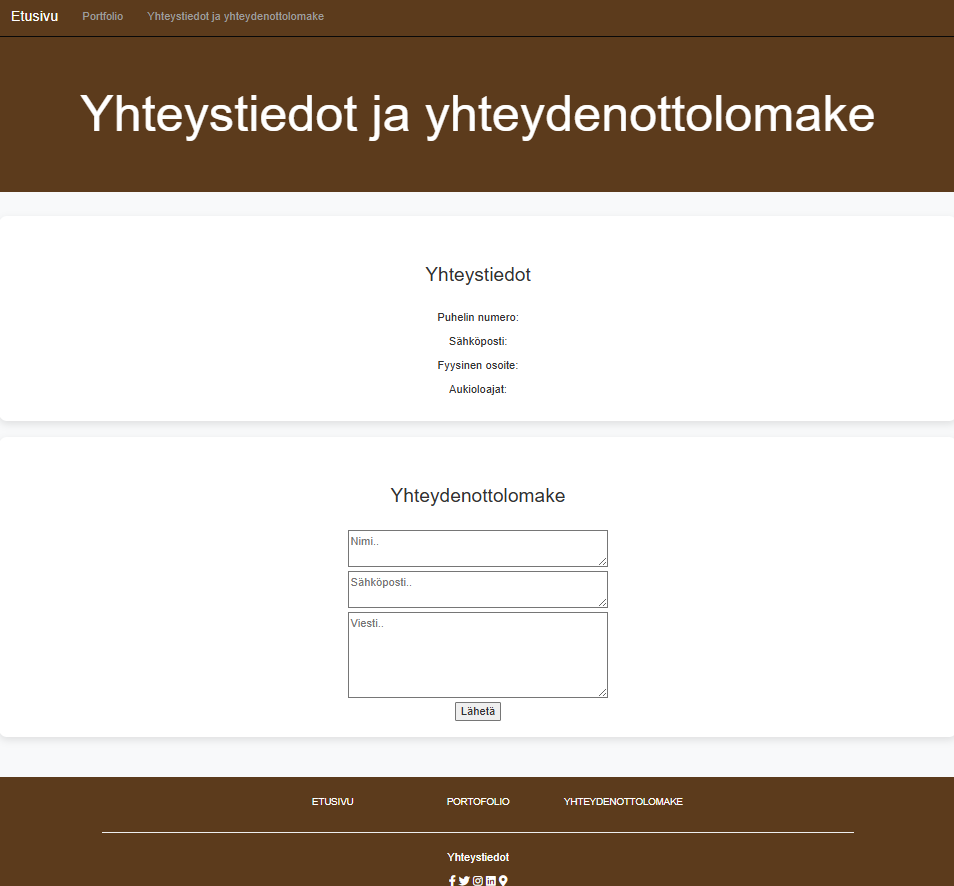 Etusivu Portfolio Yhteystiedot ja yhteydenottolomake
Yhteystiedot ja yhteydenottolomake
Yhteystiedot
Puhelin numero:
Sähköposti:
Fyysinen osoite:
Aukioloajat:
Yhteydenottolomake
Nimi..
Sähköposti..
Viesti..
Lähetä
ETUSIVU PORTOFOLIO YHTEYDENOTTOLOMAKE
Yhteystiedot